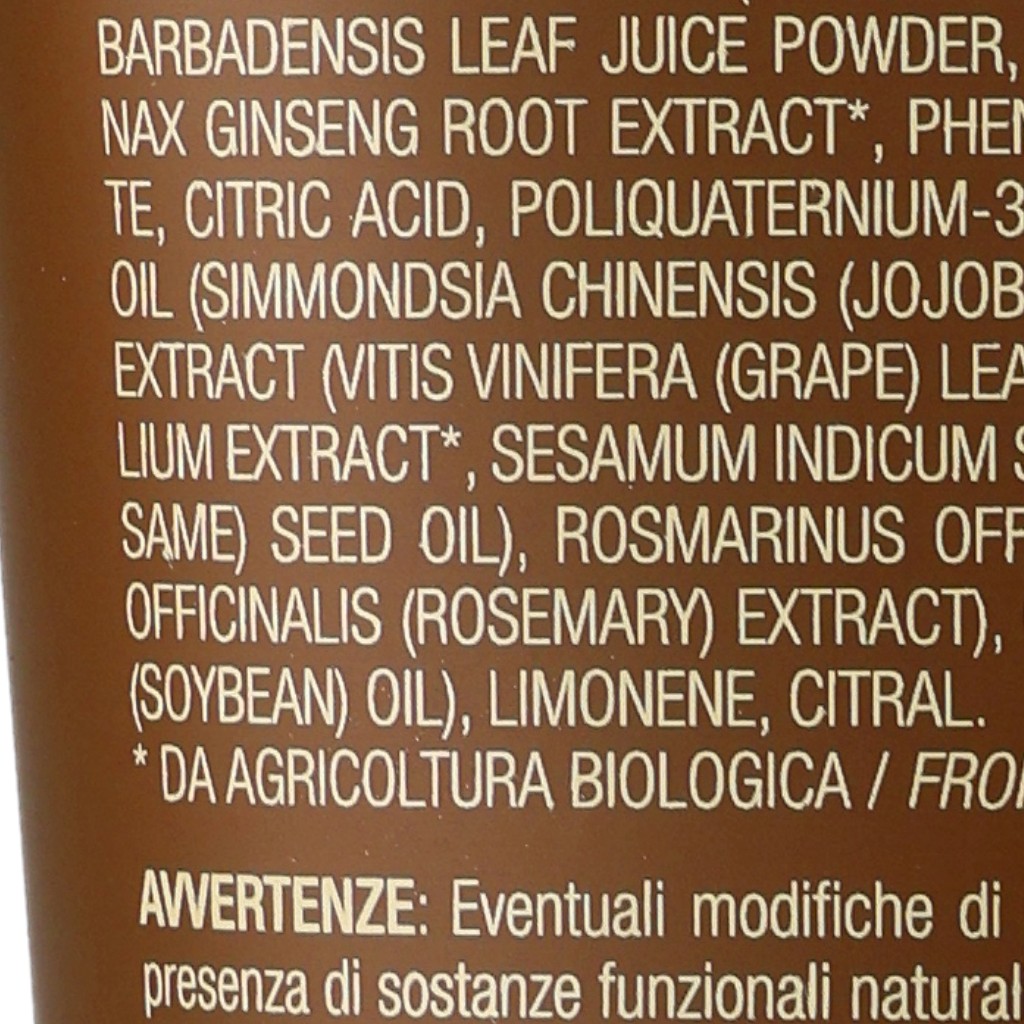 BARBADENSIS LEAF JUICE POWDER,
NAX GINSENG ROOT EXTRACT*, PHEN
TE, CITRIC ACID, POLIQUATERNIUM-3
OIL (SIMMONDSIA CHINENSIS (JOJOB
EXTRACT (VITIS VINIFERA (GRAPE) LEA
LIUM EXTRACT*, SESAMUM INDICUM S
SAME) SEED OIL), ROSMARINUS OFF
OFFICINALIS (ROSEMARY) EXTRACT),
(SOYBEAN) OIL), LIMONENE, CITRAL.
* DA AGRICOLTURA BIOLOGICA / FRO
AVVERTENZE: Eventuali modifiche di
presenza di sostanze funzionali natural